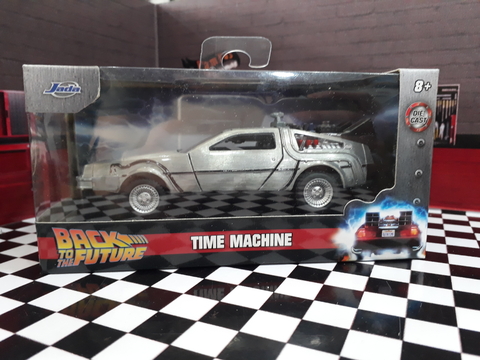 Jada
8+
DIE
CAST
BACK
TO THE
FUTURE
TIME MACHINE